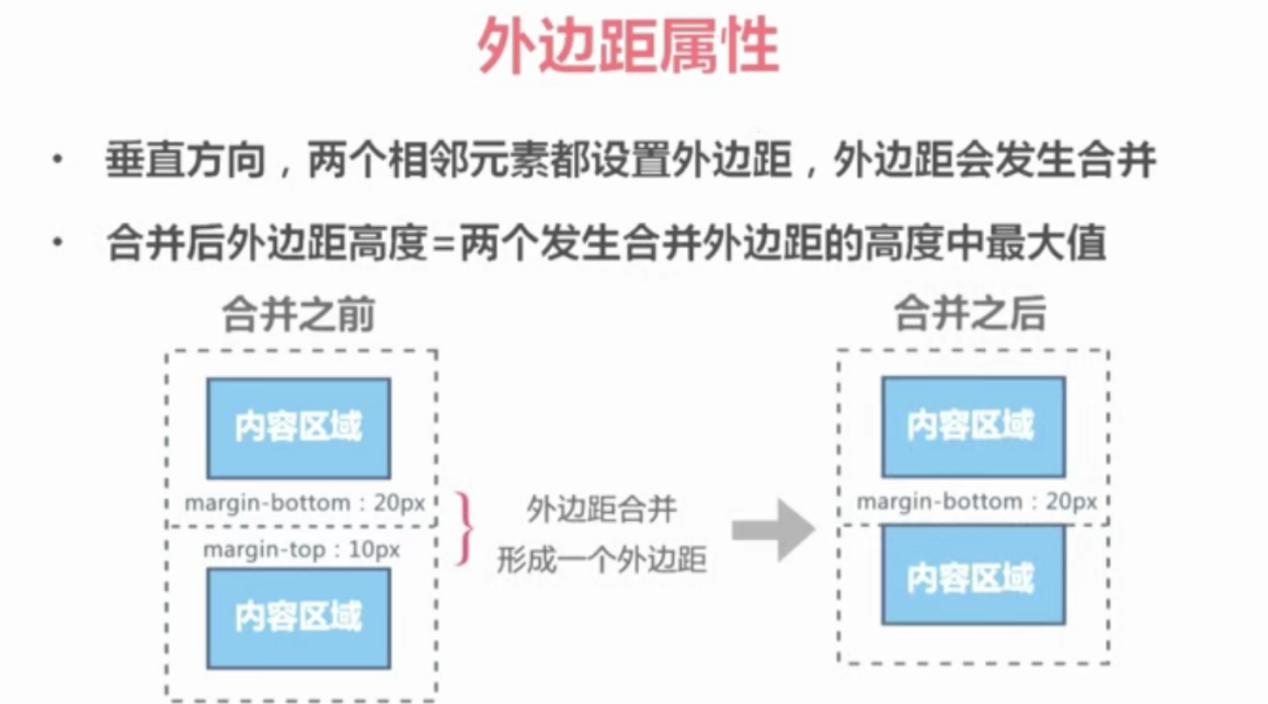 外边距属性
• 垂直方向，两个相邻元素都设置外边距，外边距会发生合并
• 合并后外边距高度=两个发生合并外边距的高度中最大值
合并之前
内容区域
margin-bottom：20px
margin-top：10px
内容区域
外边距合并
形成一个外边距
合并之后
内容区域
margin-bottom：20px
内容区域